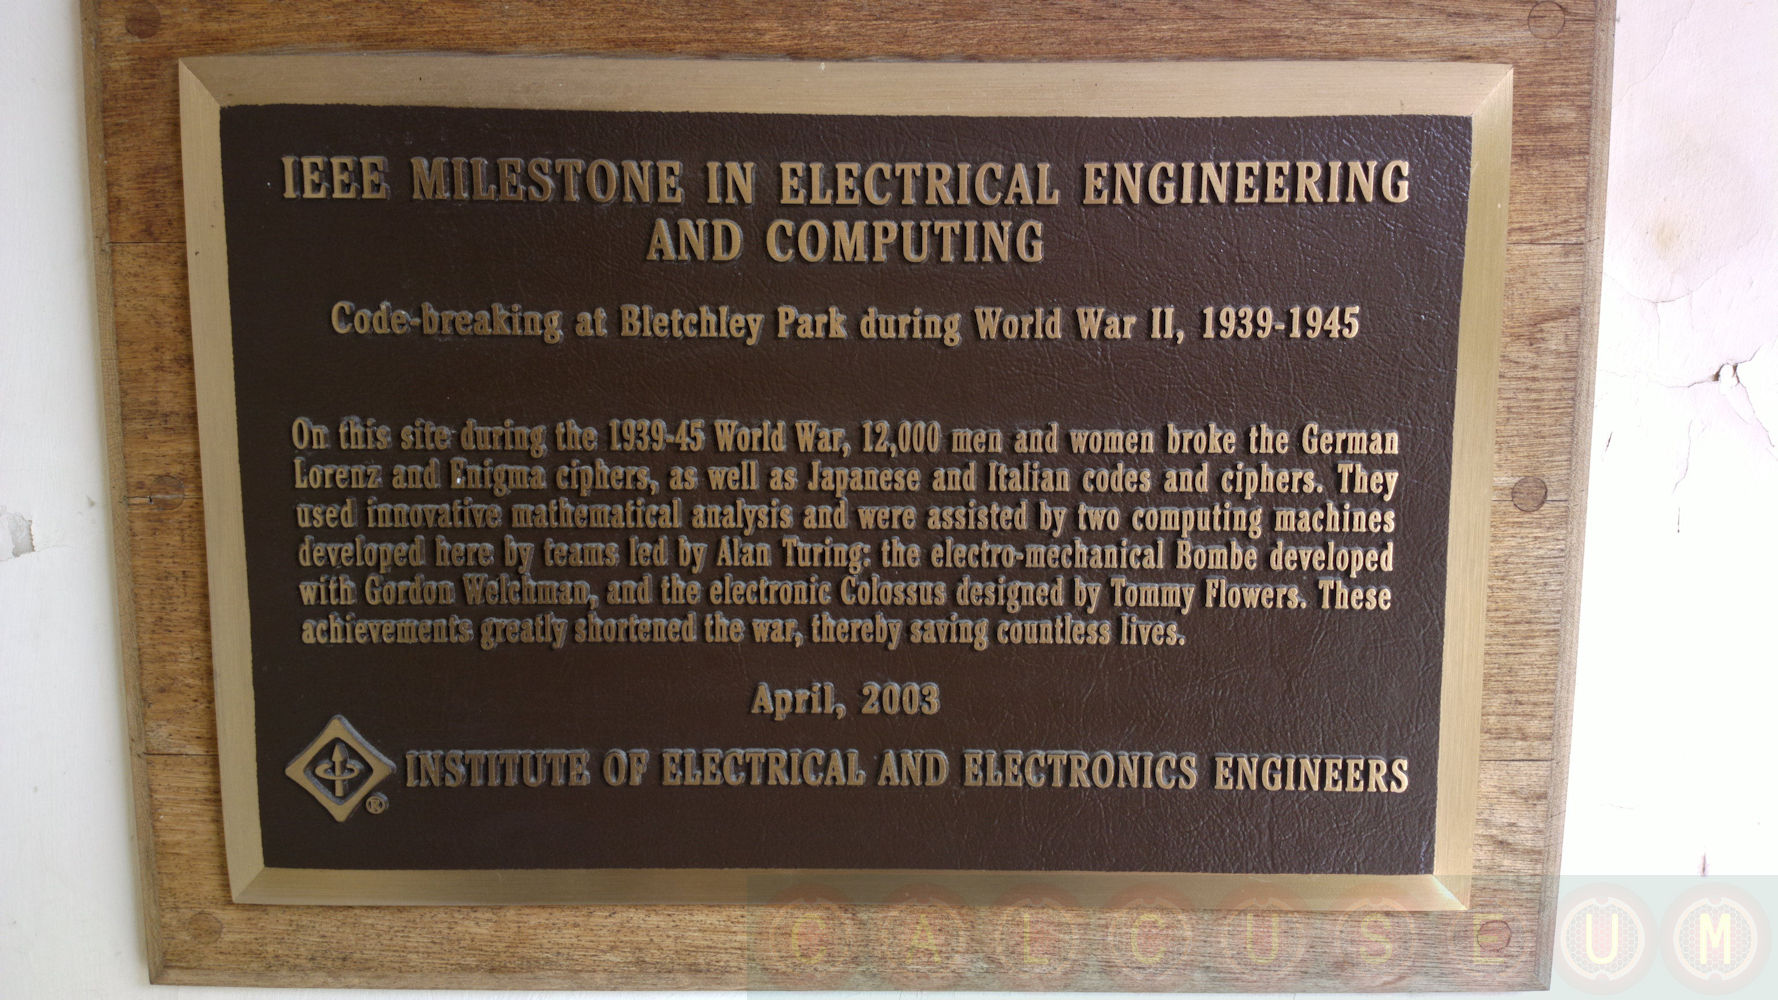 IEEE MILESTONE IN ELECTRICAL ENGINEERING
AND COMPUTING
Code-breaking at Bletchley Park during World War II, 1939-1945
On this site during the 1939-45 World War, 12,000 men and women broke the German
Lorenz and Enigma ciphers, as well as Japanese and Italian codes and ciphers. They
used innovative mathematical analysis and were assisted by two computing machines
developed here by teams led by Alan Turing: the electro-mechanical Bombe developed
with Gordon Welchman, and the electronic Colossus designed by Tommy Flowers. These
achievements greatly shortened the war, thereby saving countless lives.
April, 2003
® INSTITUTE OF ELECTRICAL AND ELECTRONICS ENGINEERS
CALCUSEUM